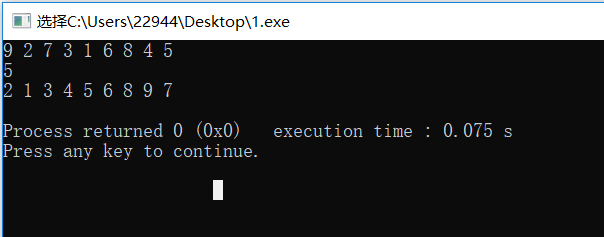 选择C:\Users\22944\Desktop\1.exe
9 2 7 3 1 6 8 4 5
5
2 1 3 4 5 6 8 9 7
Process returned 0 (0x0)   execution time : 0.075 s
Press any key to continue.